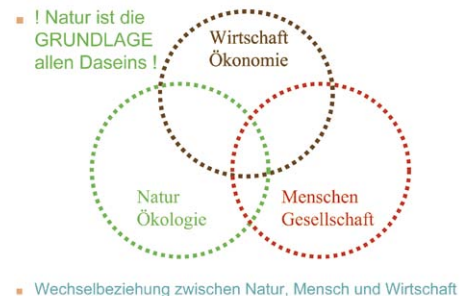 ! Natur ist die
GRUNDLAGE
allen Daseins !
Wirtschaft
Ökonomie
Natur
Ökologie
Menschen
Gesellschaft
Wechselbeziehung zwischen Natur, Mensch und Wirtschaft